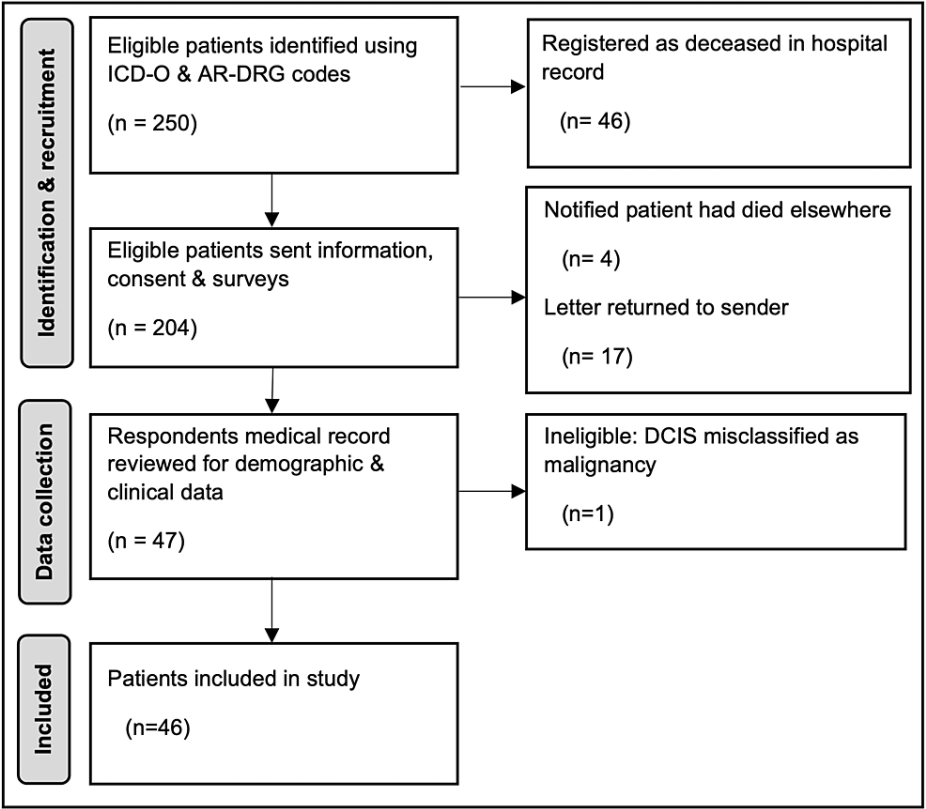 Identification & recruitment
Eligible patients identified using
ICD-O & AR-DRG codes
(n = 250)
Registered as deceased in hospital
record
(n= 46)
Eligible patients sent information,
consent & surveys
(n = 204)
Notified patient had died elsewhere
(n= 4)
Letter returned to sender
(n= 17)
Data collection
Respondents medical record
reviewed for demographic &
clinical data
(n = 47)
Ineligible: DCIS misclassified as
malignancy
(n=1)
Included
Patients included in study
(n=46)